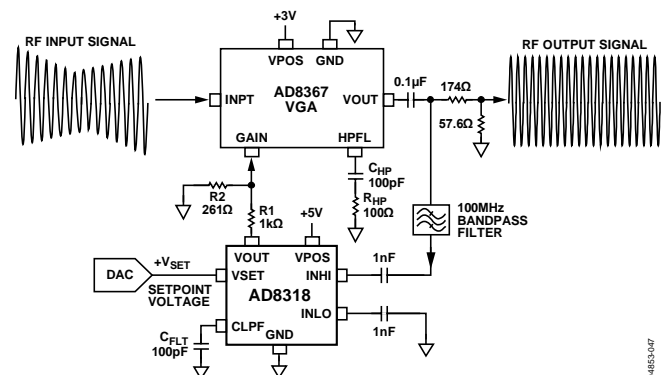 +3V
RF INPUT SIGNAL
RF OUTPUT SIGNAL
VPOS
GND
AD8367
VGA
INPT
VOUT
GAIN
HPFL
0.1µF
174Ω
57.6Ω
CHP
100pF
RHP
100Ω
R2
261Ω
R1
1kΩ
+5V
100MHz
BANDPASS
FILTER
VOUT
VPOS
1nF
DAC
+VSET
SETPOINT
VOLTAGE
VSET
INHI
AD8318
INLO
CLPF
GND
1nF
CFLT
100pF
04853-047